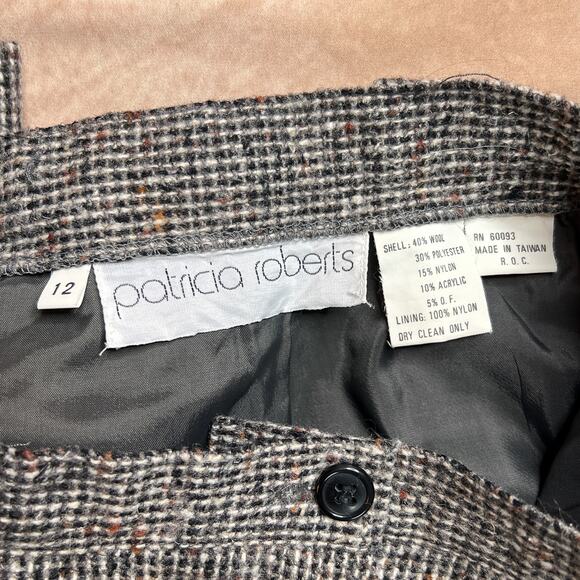 12
patricia roberts
SHELL: 40% WOOL
30% POLYESTER
15% NYLON
10% ACRYLIC
5% O.F.
LINING: 100% NYLON
DRY CLEAN ONLY
RN 60093
MADE IN TAIWAN
R.O.C.